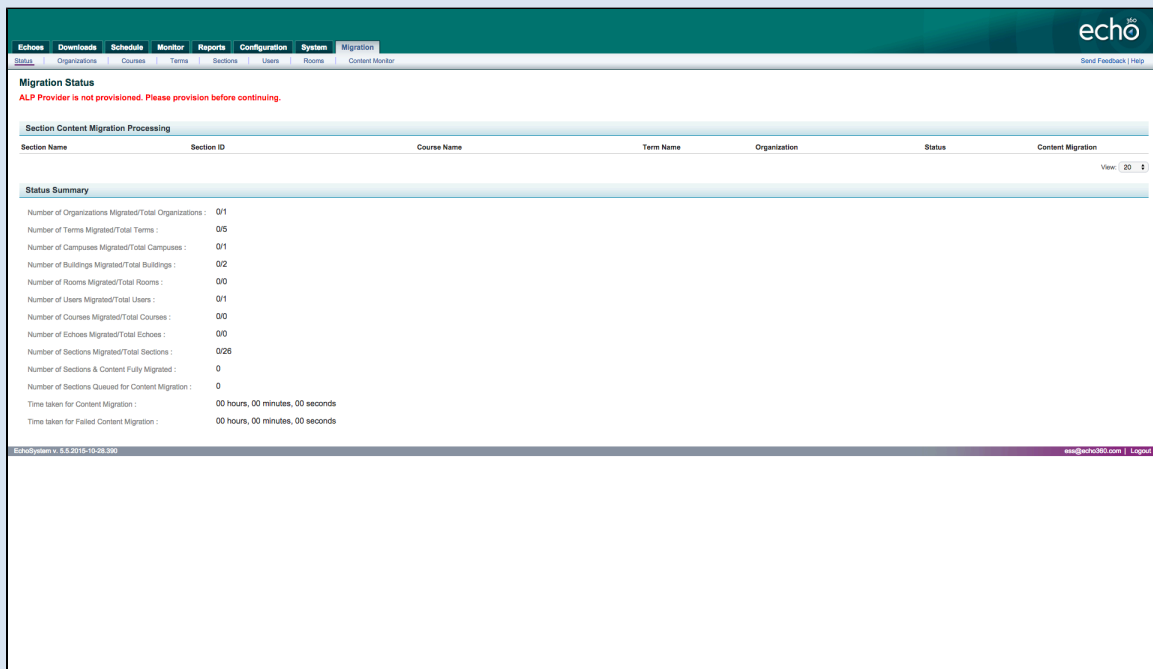 echo360
Echoes Downloads Schedule Monitor Reports Configuration System Migration
Status | Organizations | Courses | Terms | Sections | Users | Rooms | Content Monitor Send Feedback | Help
Migration Status
ALP Provider is not provisioned. Please provision before continuing.
Section Content Migration Processing
Section Name Section ID Course Name Term Name Organization Status Content Migration
View: 20
Status Summary
Number of Organizations Migrated/Total Organizations : 0/1
Number of Terms Migrated/Total Terms : 0/5
Number of Campuses Migrated/Total Campuses : 0/1
Number of Buildings Migrated/Total Buildings : 0/2
Number of Rooms Migrated/Total Rooms : 0/0
Number of Users Migrated/Total Users : 0/1
Number of Courses Migrated/Total Courses : 0/0
Number of Echoes Migrated/Total Echoes : 0/0
Number of Sections Migrated/Total Sections : 0/26
Number of Sections & Content Fully Migrated : 0
Number of Sections Queued for Content Migration : 0
Time taken for Content Migration : 00 hours, 00 minutes, 00 seconds
Time taken for Failed Content Migration : 00 hours, 00 minutes, 00 seconds
EchoSystem v. 5.5.2015-10-28.390 ess@echo360.com | Logout